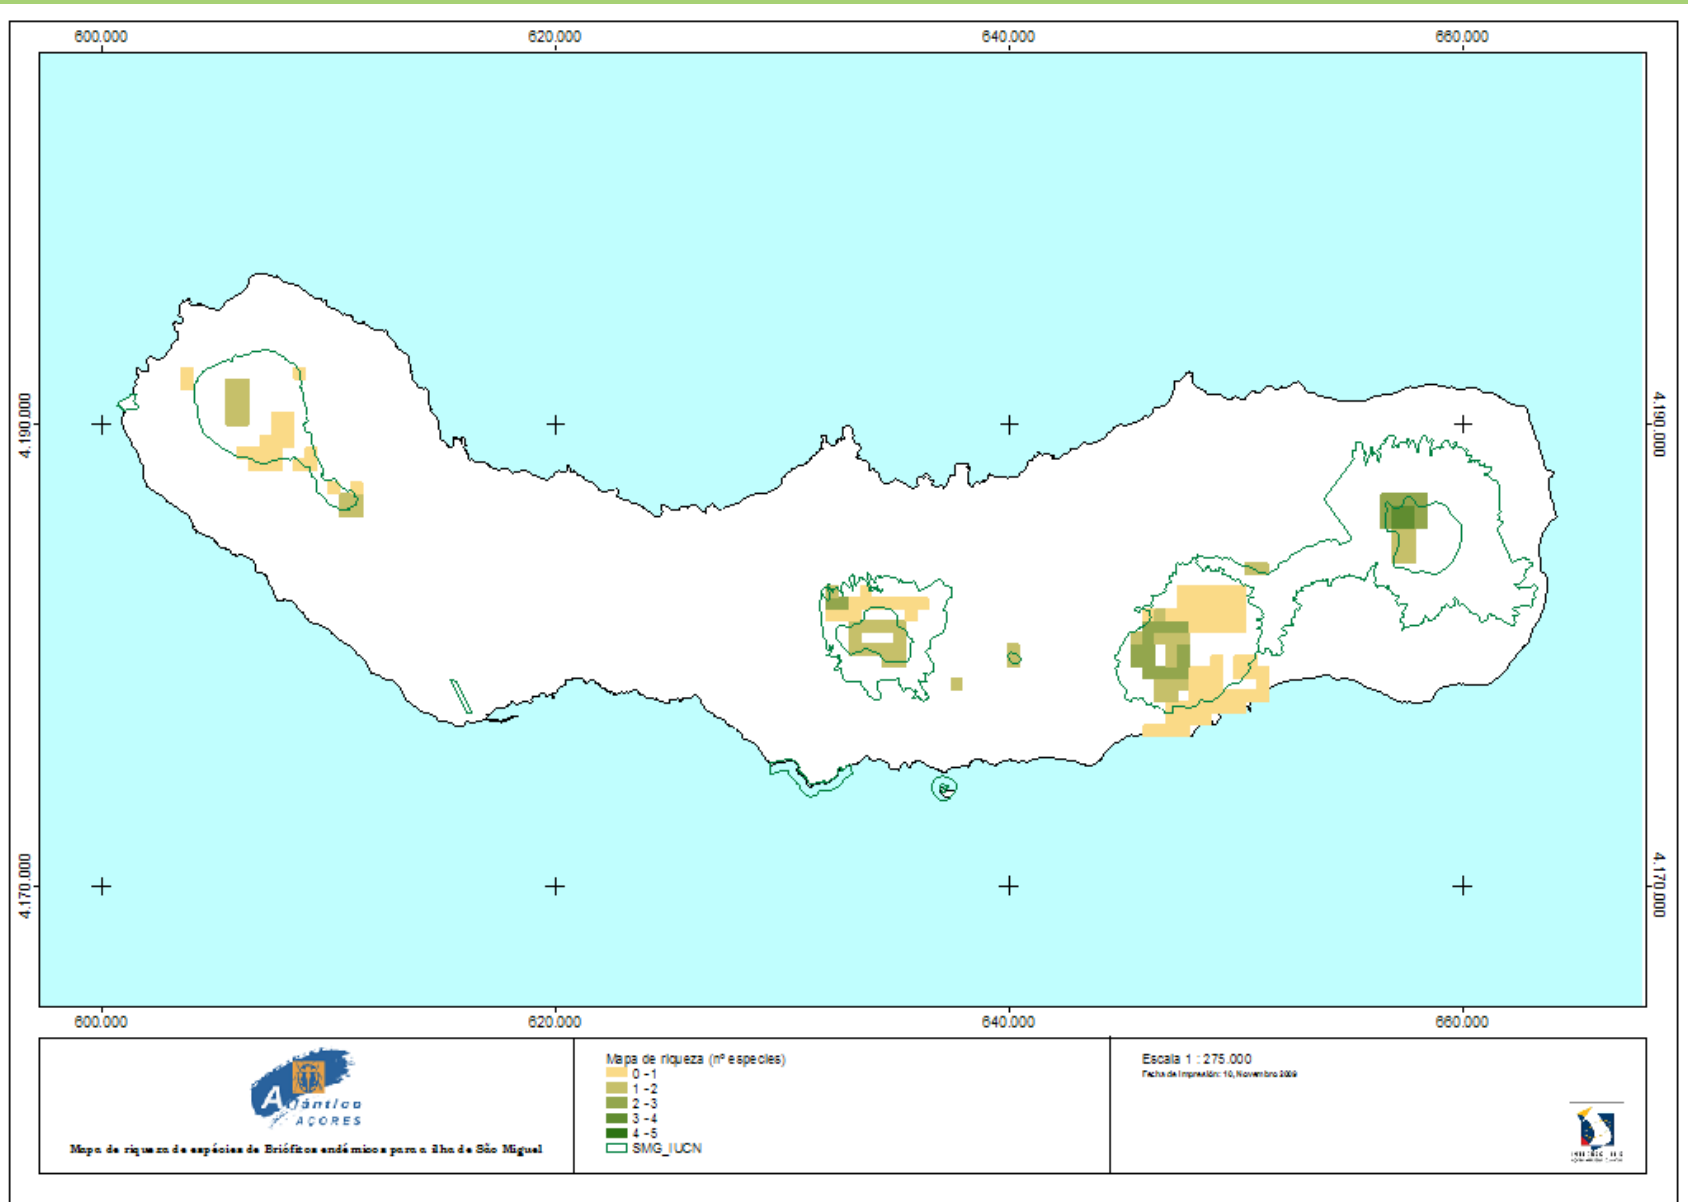 600.000 620.000 640.000 660.000
4.190.000 4.190.000
4.170.000 4.170.000
600.000 620.000 640.000 660.000
Atlântico
AÇORES
Mapa de riqueza de espécies de Briófitos endémicos para a ilha de São Miguel
Mapa de riqueza (nº especies)
0 - 1
1 - 2
2 - 3
3 - 4
4 - 5
SMG_IUCN
Escala 1 : 275.000
Fecha de Impresión: 10, Novembro 2009